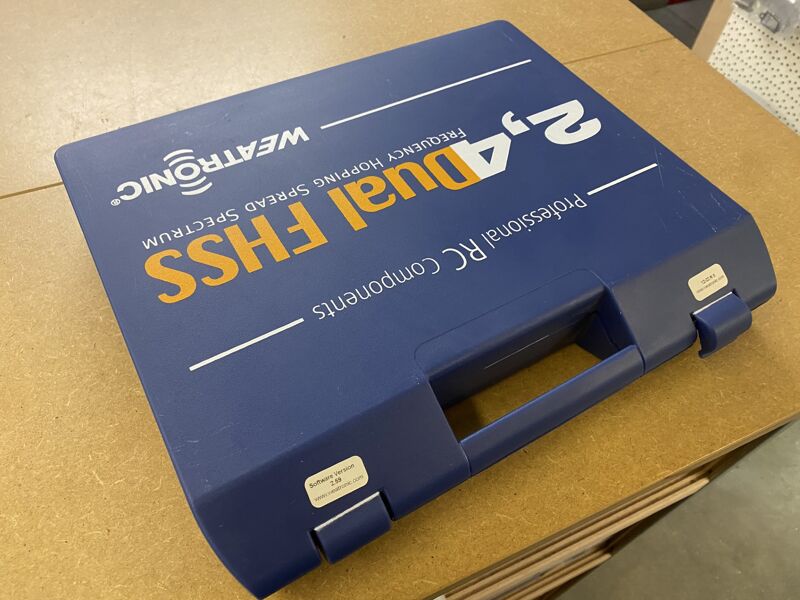 WEATRONIC®
2,4Dual FHSS
FREQUENCY HOPPING SPREAD SPECTRUM
Professional RC Components
Software Version
2.59
www.weatronic.com